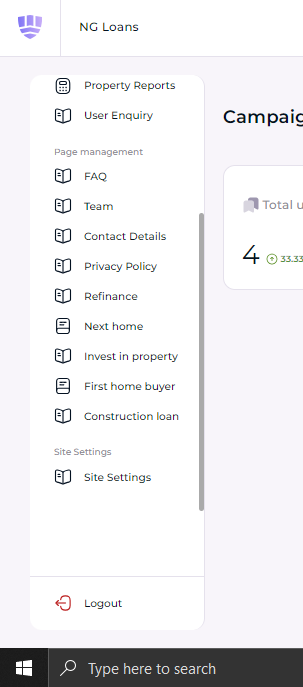 NG Loans
Property Reports
User Enquiry
Page management
FAQ
Team
Contact Details
Privacy Policy
Refinance
Next home
Invest in property
First home buyer
Construction loan
Site Settings
Site Settings
Logout
Campaig
Total u
4 33.33
Type here to search